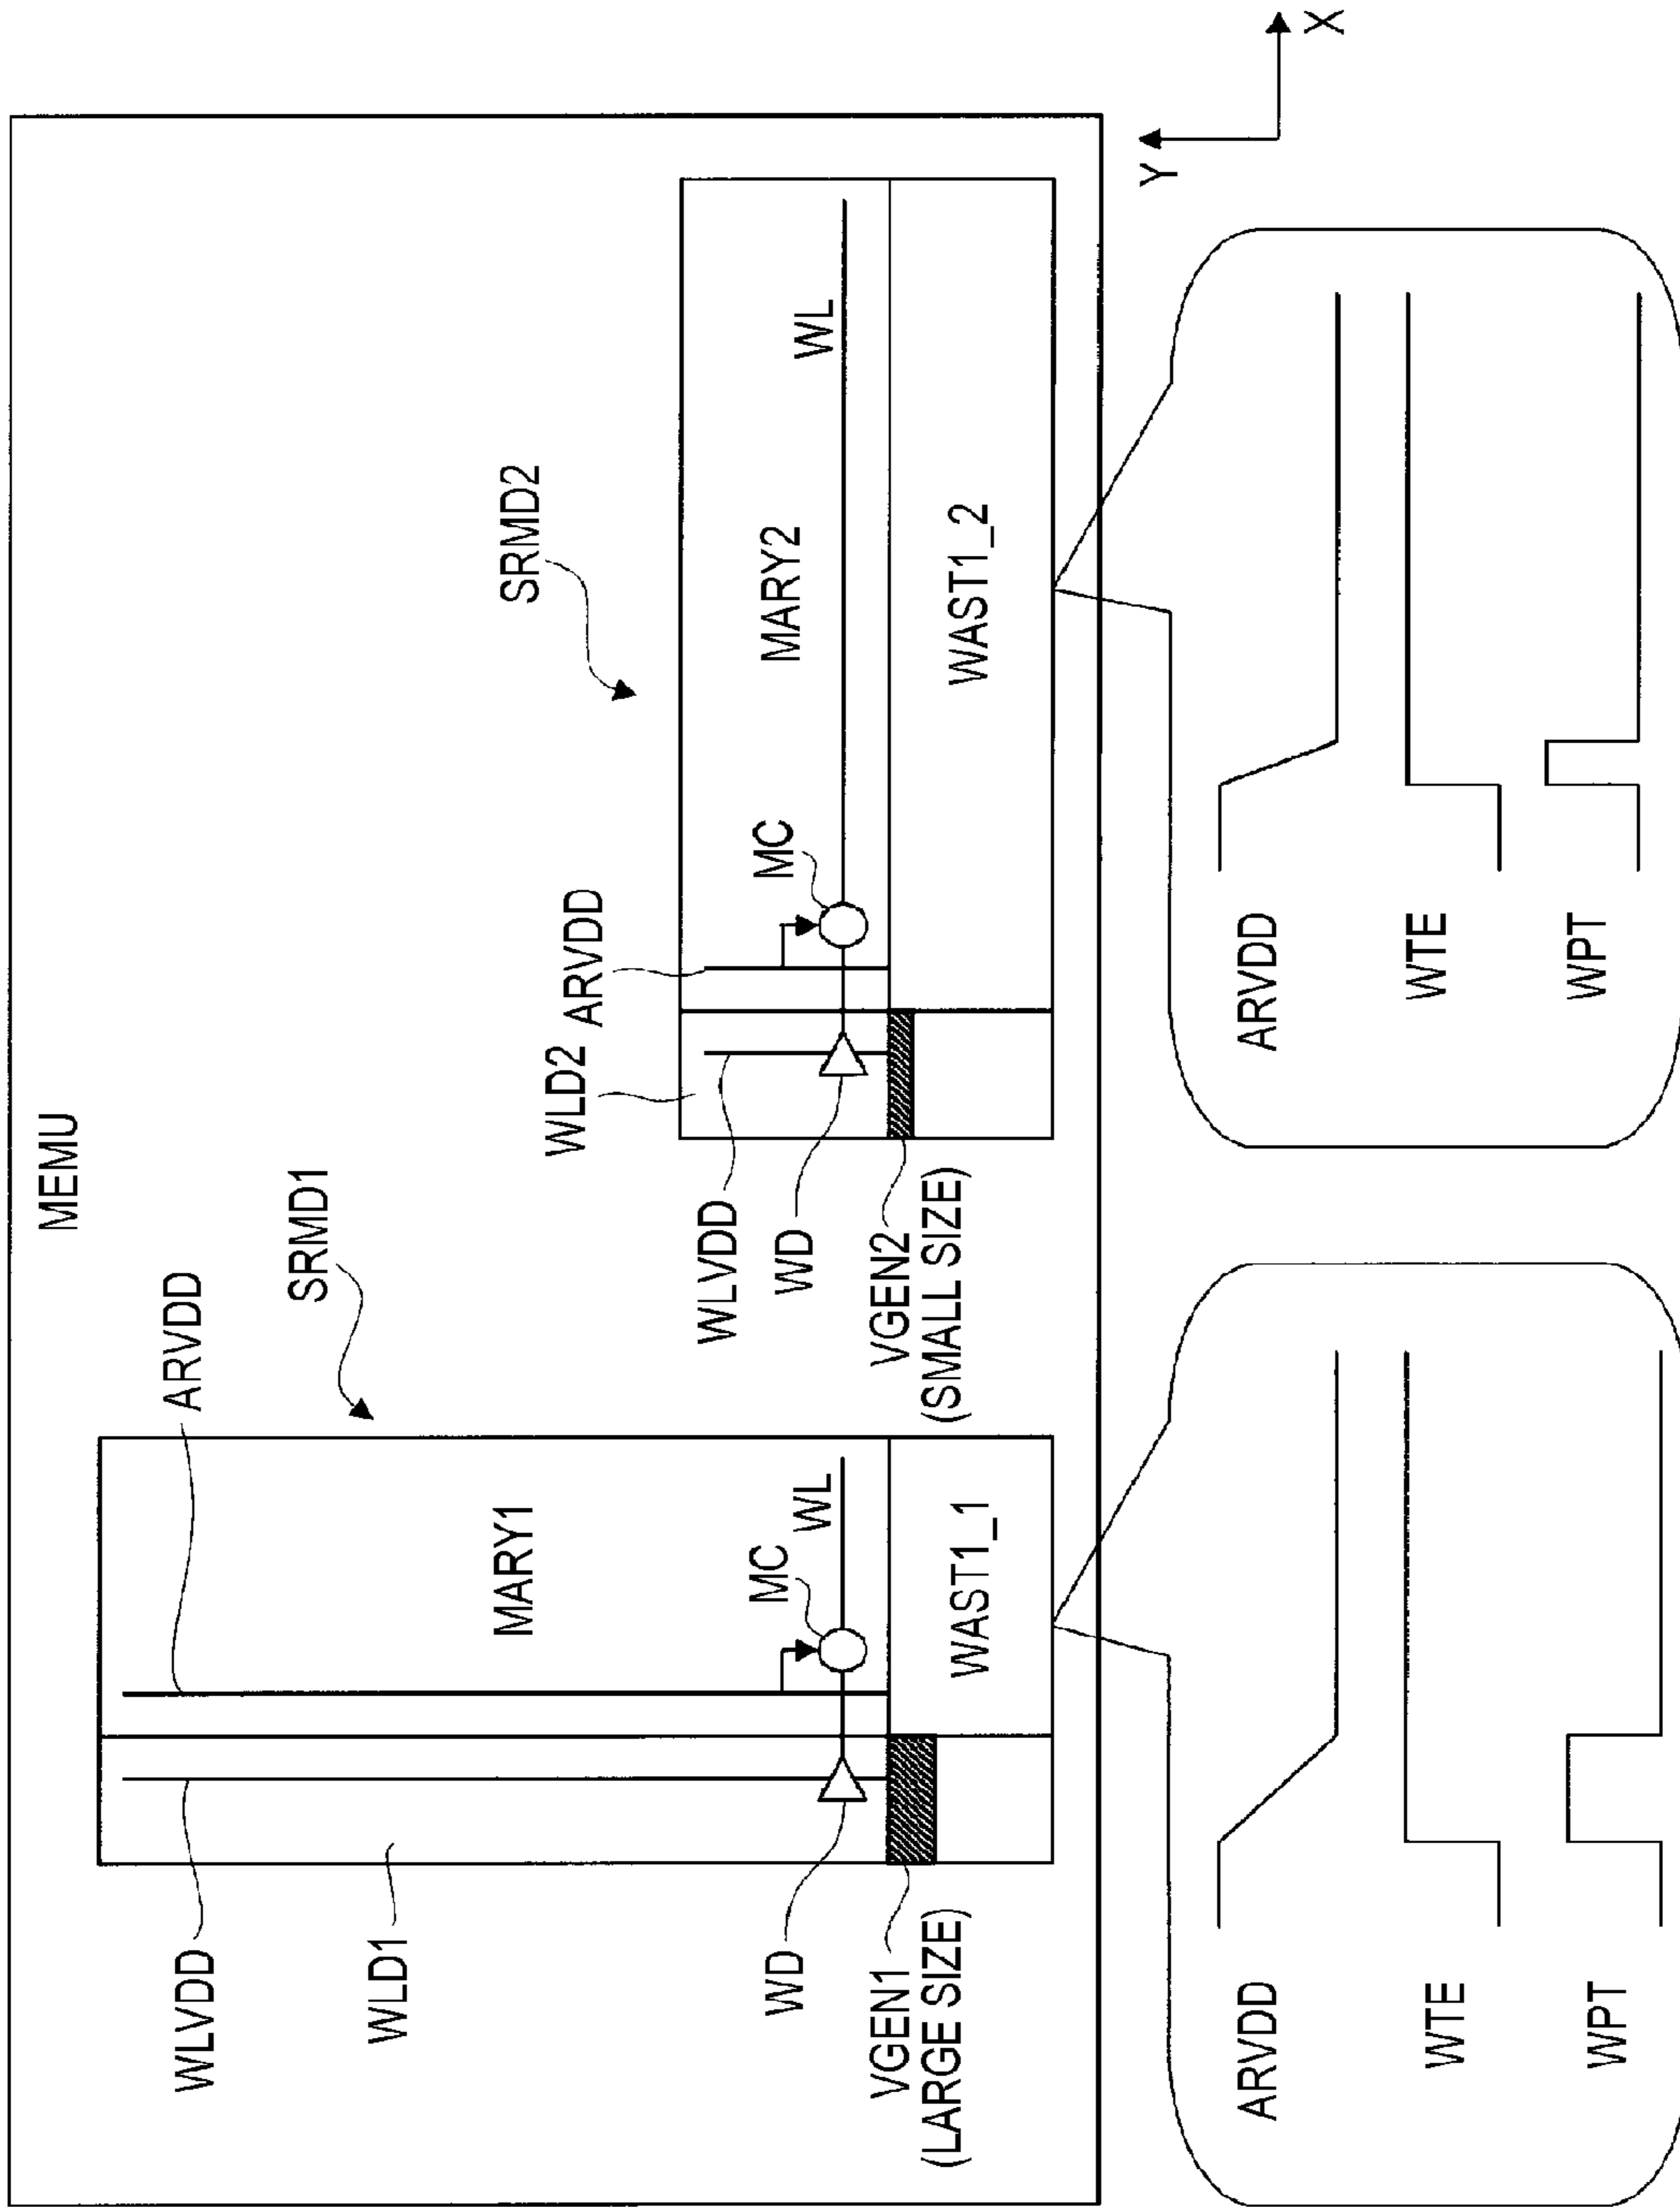 MEMU
SRMD1
ARVDD
WLVDD
WLD1
MARY1
MC
WL
WD
VGEN1
(LARGE SIZE)
WAST1_1
SRMD2
WLD2
ARVDD
WLVDD
WD
MC
MARY2
WL
VGEN2
(SMALL SIZE)
WAST1_2
Y
X
ARVDD
WTE
WPT
ARVDD
WTE
WPT